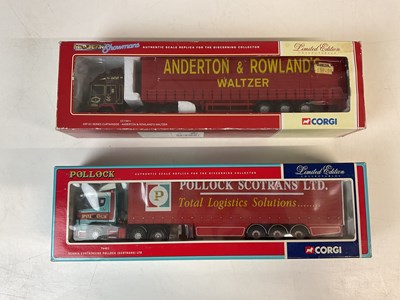 AUTHENTIC SCALE REPLICA FOR THE DISCERNING COLLECTOR
Limited Edition
ANDERTON & ROWLAND'S
WALTZER
CORGI
POLLOCK
AUTHENTIC SCALE REPLICA FOR THE DISCERNING COLLECTOR
Limited Edition
POLLOCK SCOTRANS LTD.
P
Total Logistics Solutions........
POLLOCK
CORGI